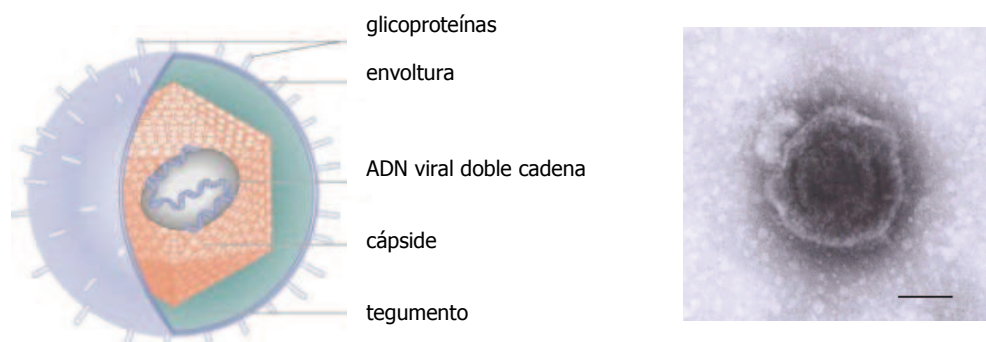 glicoproteínas
envoltura
ADN viral doble cadena
cápside
tegumento